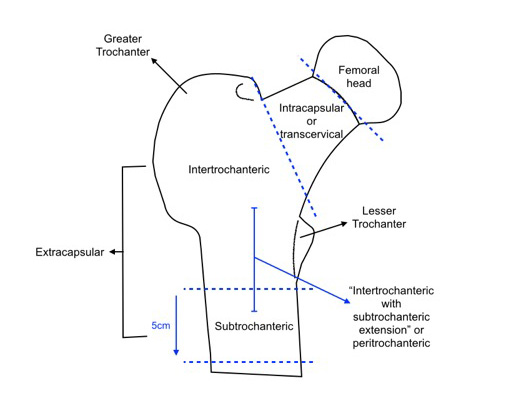 Greater
Trochanter
Femoral
head
Intracapsular
or
transcervical
Intertrochanteric
Lesser
Trochanter
Extracapsular
“Intertrochanteric
with
subtrochanteric
extension” or
peritrochanteric
5cm
Subtrochanteric